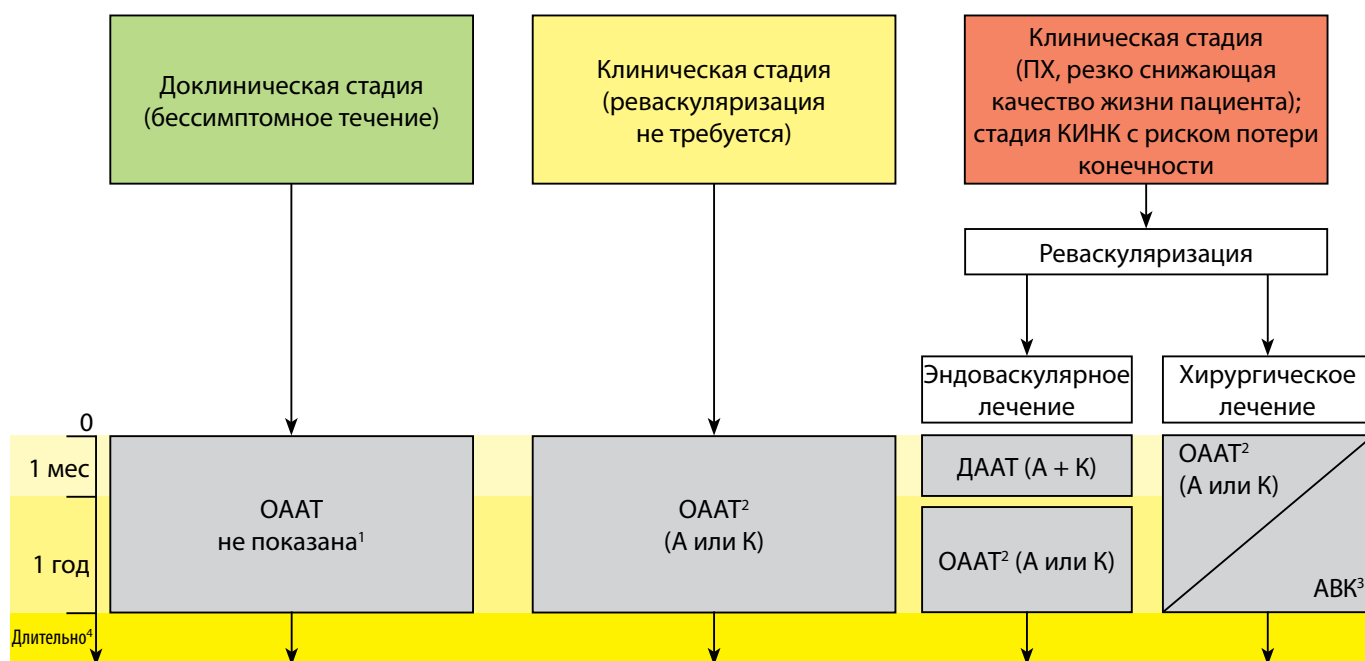 Доклиническая стадия
(бессимптомное течение)
Клиническая стадия
(реваскуляризация
не требуется)
Клиническая стадия
(ПХ, резко снижающая
качество жизни пациента);
стадия КИНК с риском потери
конечности
Реваскуляризация
Эндоваскулярное
лечение
Хирургическое
лечение
0
1 мес
1 год
Длительно⁴
ОААТ
не показана¹
ОААТ²
(А или К)
ДААТ (А + К)
ОААТ² (А или К)
ОААТ²
(А или К)
АВК³